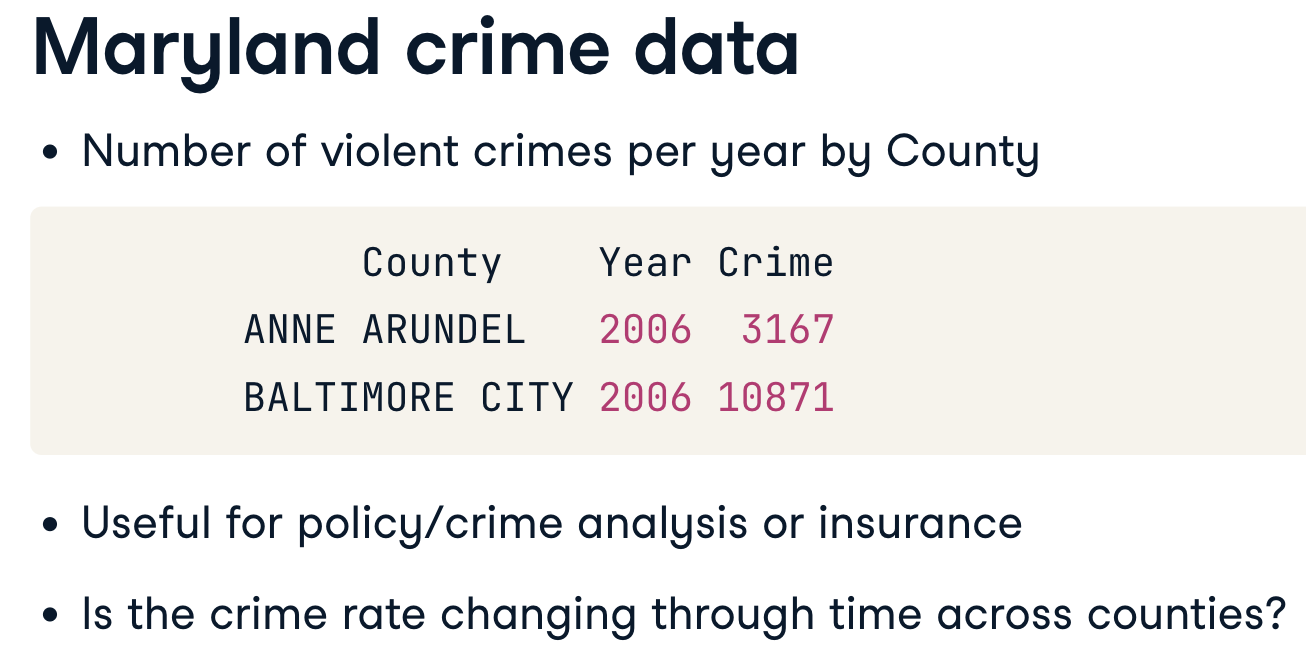 Maryland crime data
• Number of violent crimes per year by County
County Year Crime
ANNE ARUNDEL 2006 3167
BALTIMORE CITY 2006 10871
• Useful for policy/crime analysis or insurance
• Is the crime rate changing through time across counties?